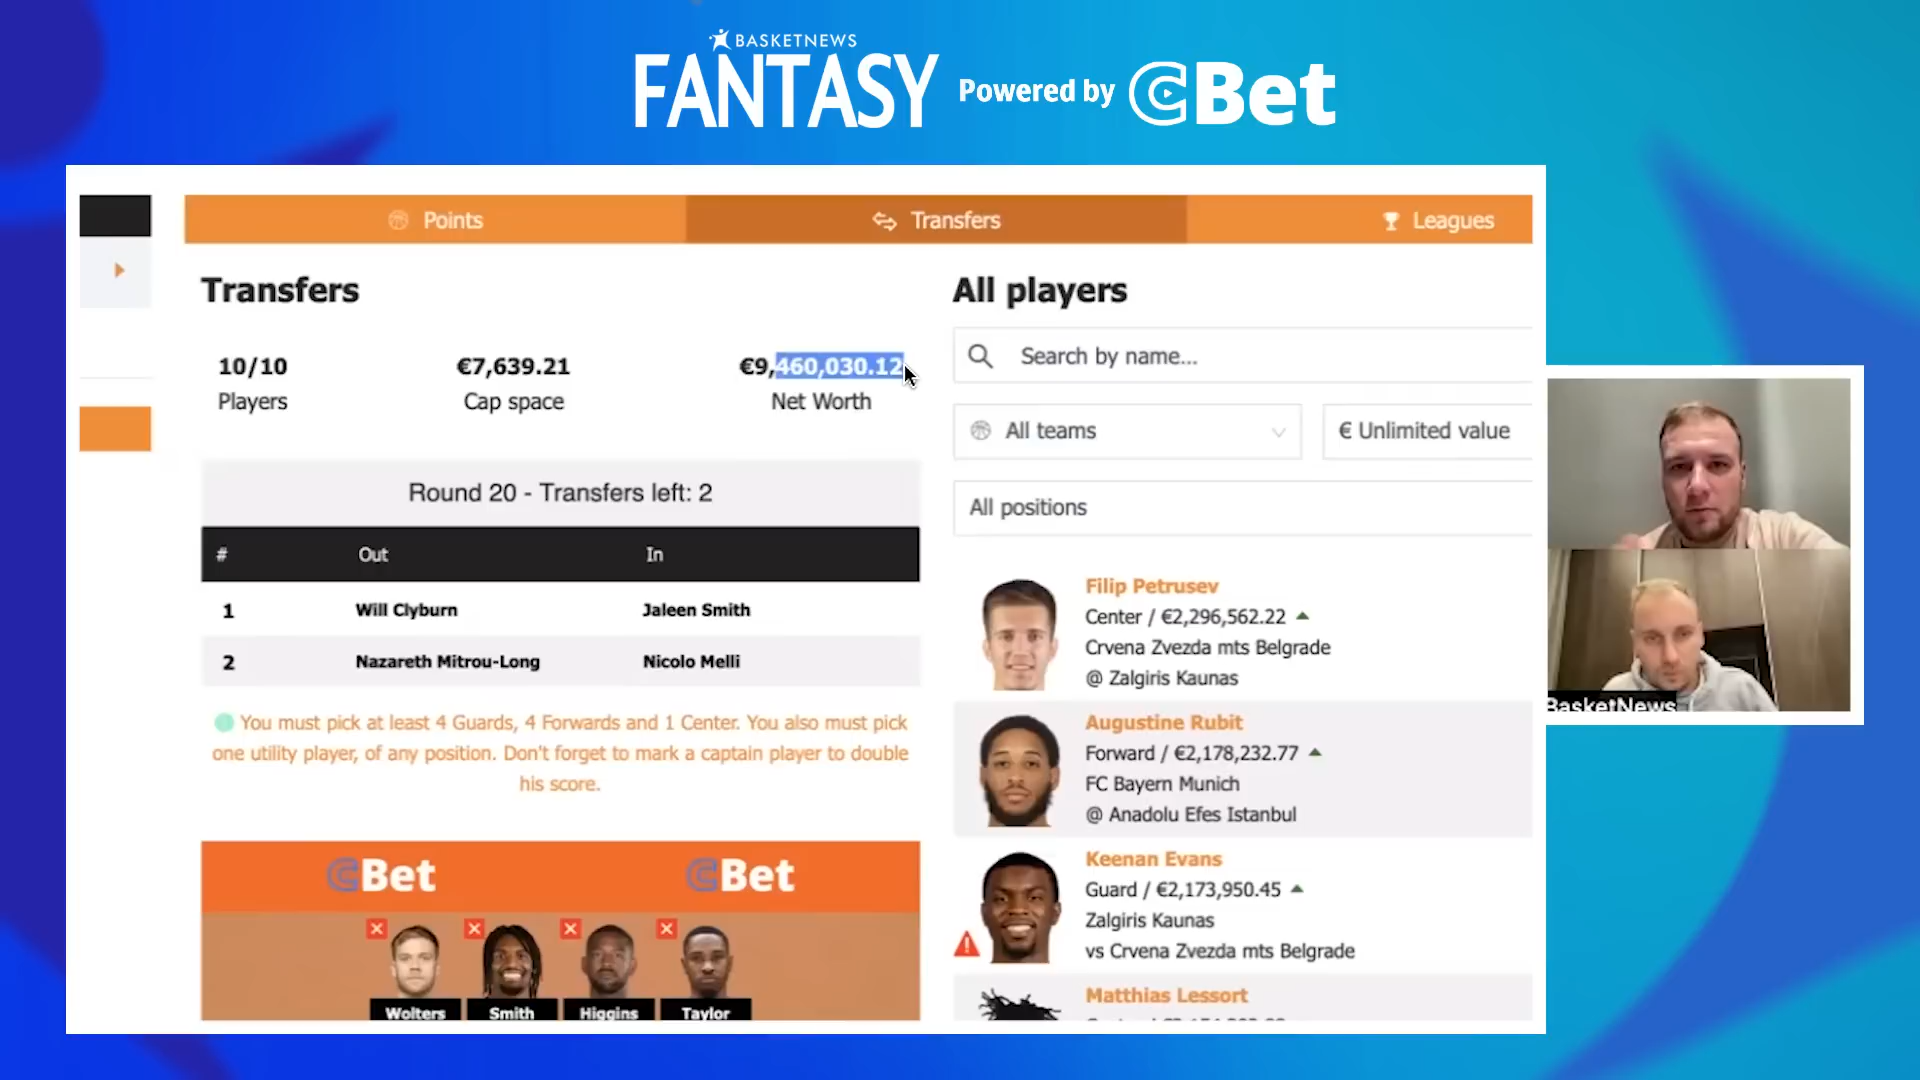 BASKETNEWS
FANTASY Powered by CBet
Points
Transfers
Leagues
Transfers
10/10
Players
€7,639.21
Cap space
€9,460,030.12
Net Worth
Round 20 - Transfers left: 2
# Out In
1 Will Clyburn Jaleen Smith
2 Nazareth Mitrou-Long Nicolo Melli
You must pick at least 4 Guards, 4 Forwards and 1 Center. You also must pick
one utility player, of any position. Don't forget to mark a captain player to double
his score.
CBet CBet
Wolters Smith Higgins Taylor
All players
Search by name...
All teams
€ Unlimited value
All positions
Filip Petrusev
Center / €2,296,562.22
Crvena Zvezda mts Belgrade
@ Zalgiris Kaunas
Augustine Rubit
Forward / €2,178,232.77
FC Bayern Munich
@ Anadolu Efes Istanbul
Keenan Evans
Guard / €2,173,950.45
Zalgiris Kaunas
vs Crvena Zvezda mts Belgrade
Matthias Lessort
BasketNews